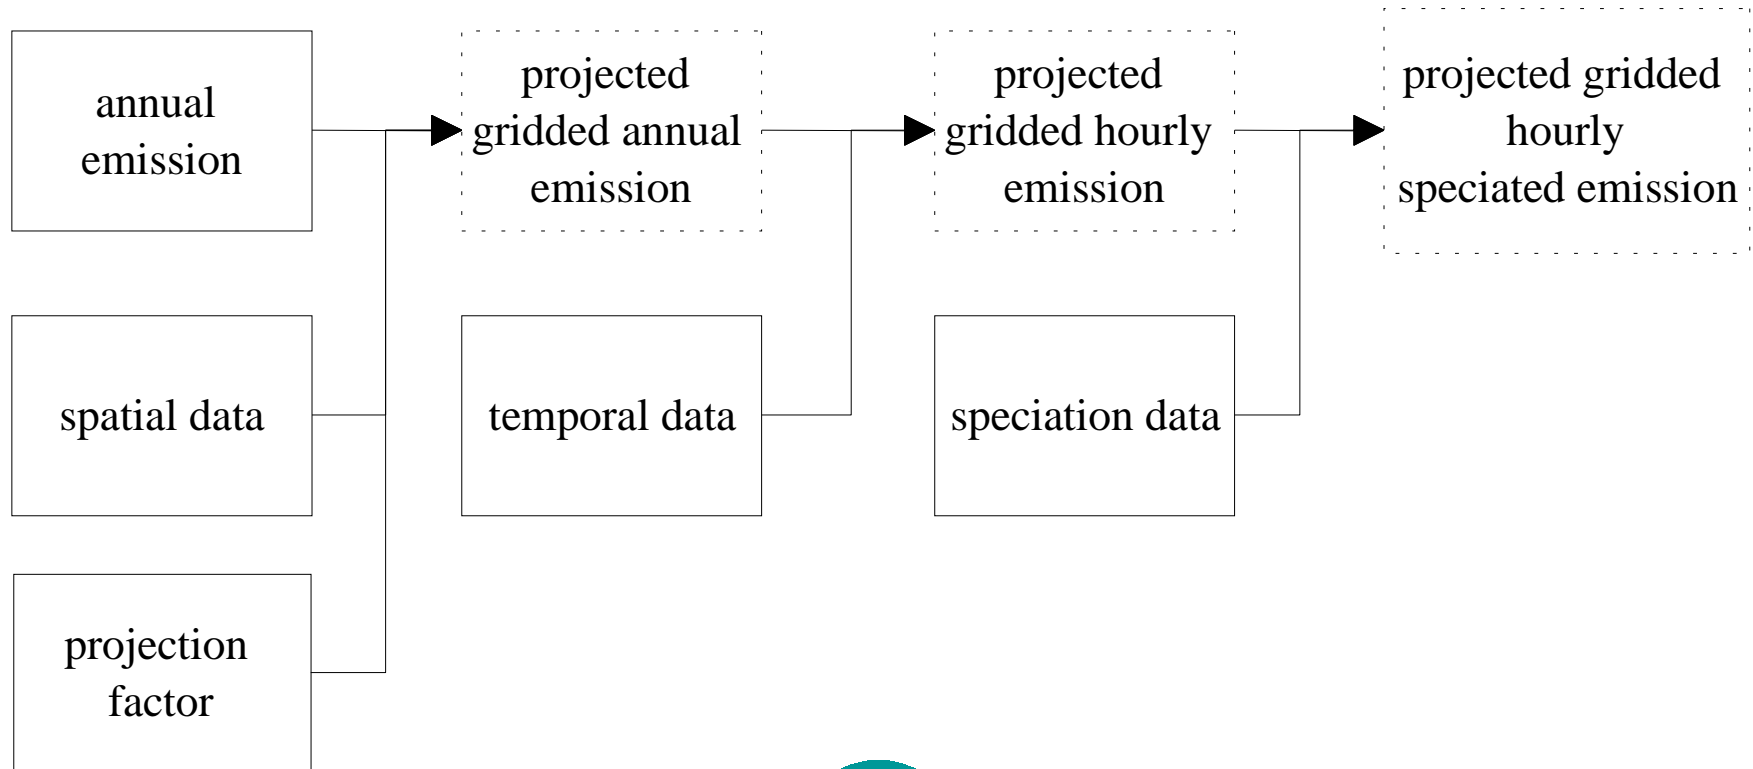 annual
emission
projected
gridded annual
emission
projected
gridded hourly
emission
projected gridded
hourly
speciated emission
spatial data
temporal data
speciation data
projection
factor